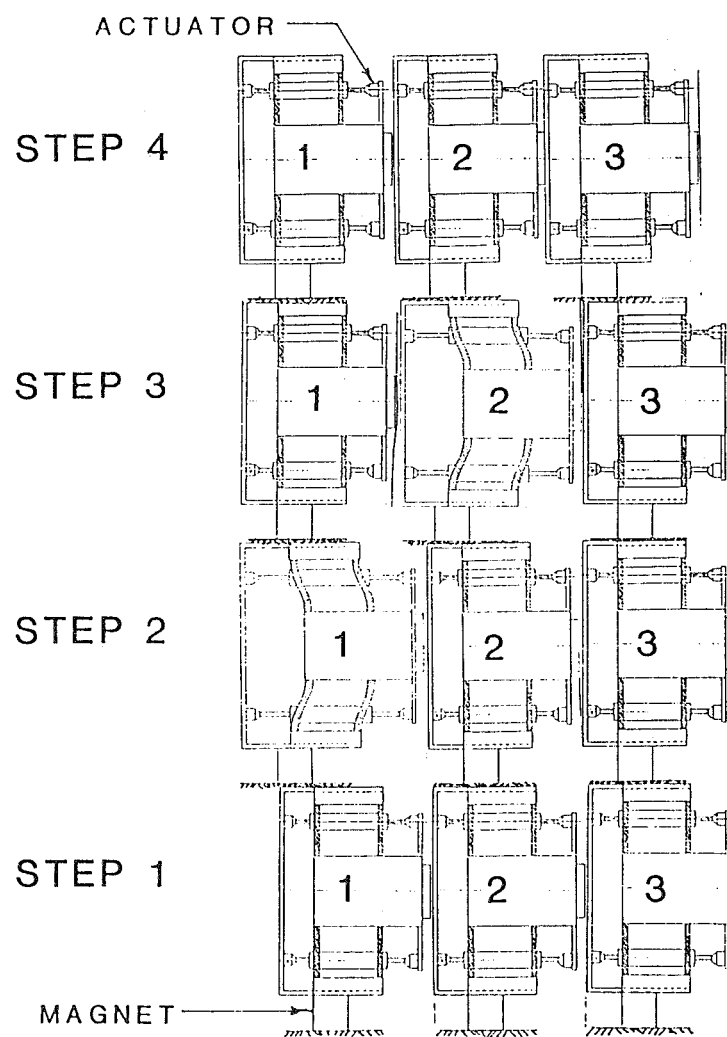 ACTUATOR
STEP 4
1 2 3
STEP 3
1 2 3
STEP 2
1 2 3
STEP 1
1 2 3
MAGNET